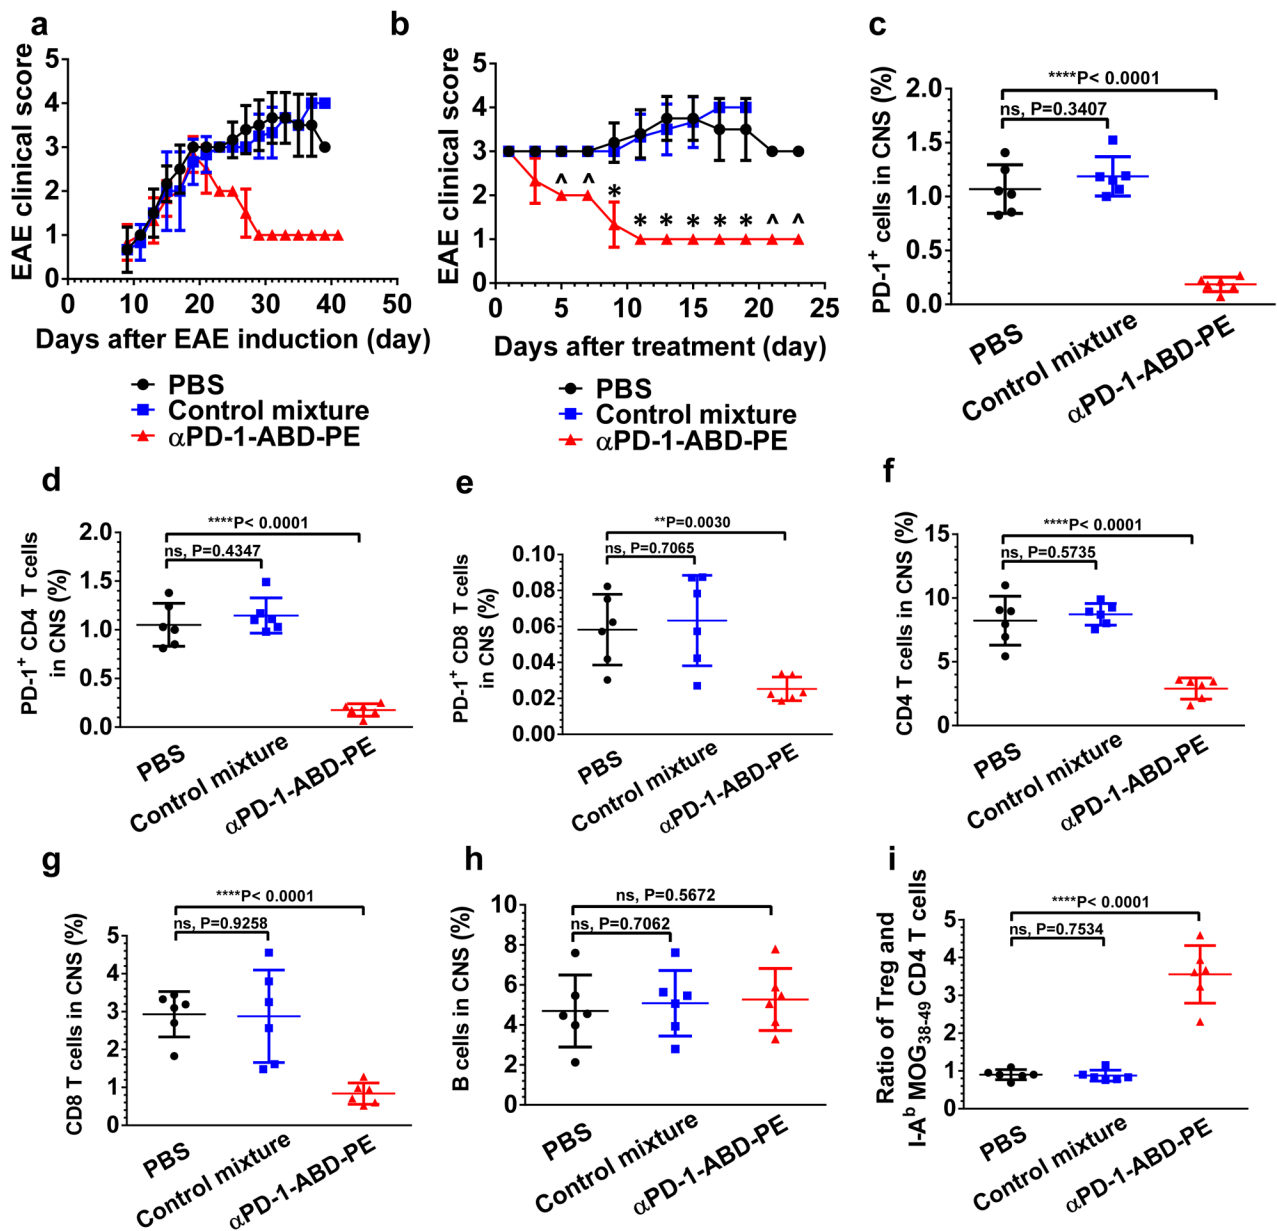 a
EAE clinical score
5
4
3
2
1
0
0 10 20 30 40 50
Days after EAE induction (day)
PBS
Control mixture
αPD-1-ABD-PE
b
EAE clinical score
5
4
3
2
1
0
^ ^ * * * * * * ^ ^
0 5 10 15 20 25
Days after treatment (day)
PBS
Control mixture
αPD-1-ABD-PE
c
PD-1+ cells in CNS (%)
2.0
1.5
1.0
0.5
0.0
****P< 0.0001
ns, P=0.3407
PBS
Control mixture
αPD-1-ABD-PE
d
PD-1+ CD4 T cells
in CNS (%)
2.0
1.5
1.0
0.5
0.0
****P< 0.0001
ns, P=0.4347
PBS
Control mixture
αPD-1-ABD-PE
e
PD-1+ CD8 T cells
in CNS (%)
0.10
0.08
0.06
0.04
0.02
0.00
**P=0.0030
ns, P=0.7065
PBS
Control mixture
αPD-1-ABD-PE
f
CD4 T cells in CNS (%)
15
10
5
0
****P< 0.0001
ns, P=0.5735
PBS
Control mixture
αPD-1-ABD-PE
g
CD8 T cells in CNS (%)
5
4
3
2
1
0
****P< 0.0001
ns, P=0.9258
PBS
Control mixture
αPD-1-ABD-PE
h
B cells in CNS (%)
10
8
6
4
2
0
ns, P=0.5672
ns, P=0.7062
PBS
Control mixture
αPD-1-ABD-PE
i
Ratio of Treg and
I-Ab MOG38-49 CD4 T cells
5
4
3
2
1
0
****P< 0.0001
ns, P=0.7534
PBS
Control mixture
αPD-1-ABD-PE